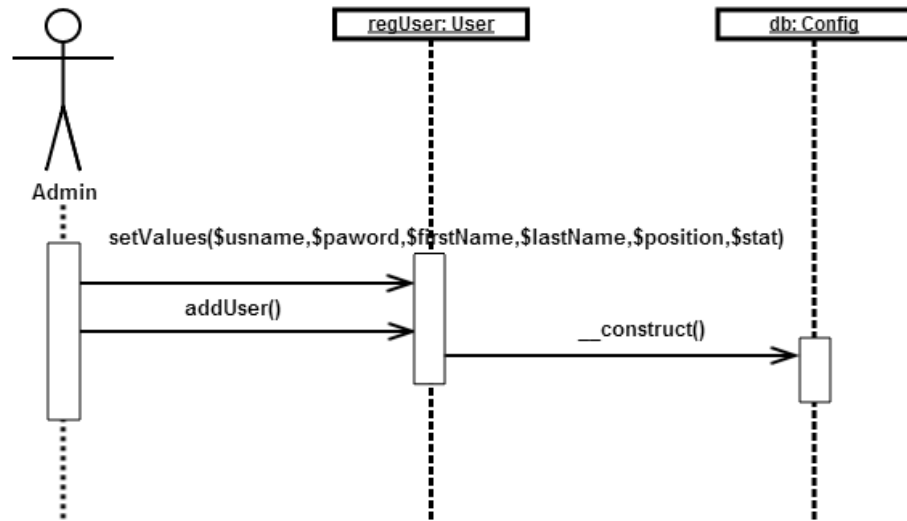 regUser: User
db: Config
Admin
setValues($usname,$paword,$firstName,$lastName,$position,$stat)
addUser()
__construct()